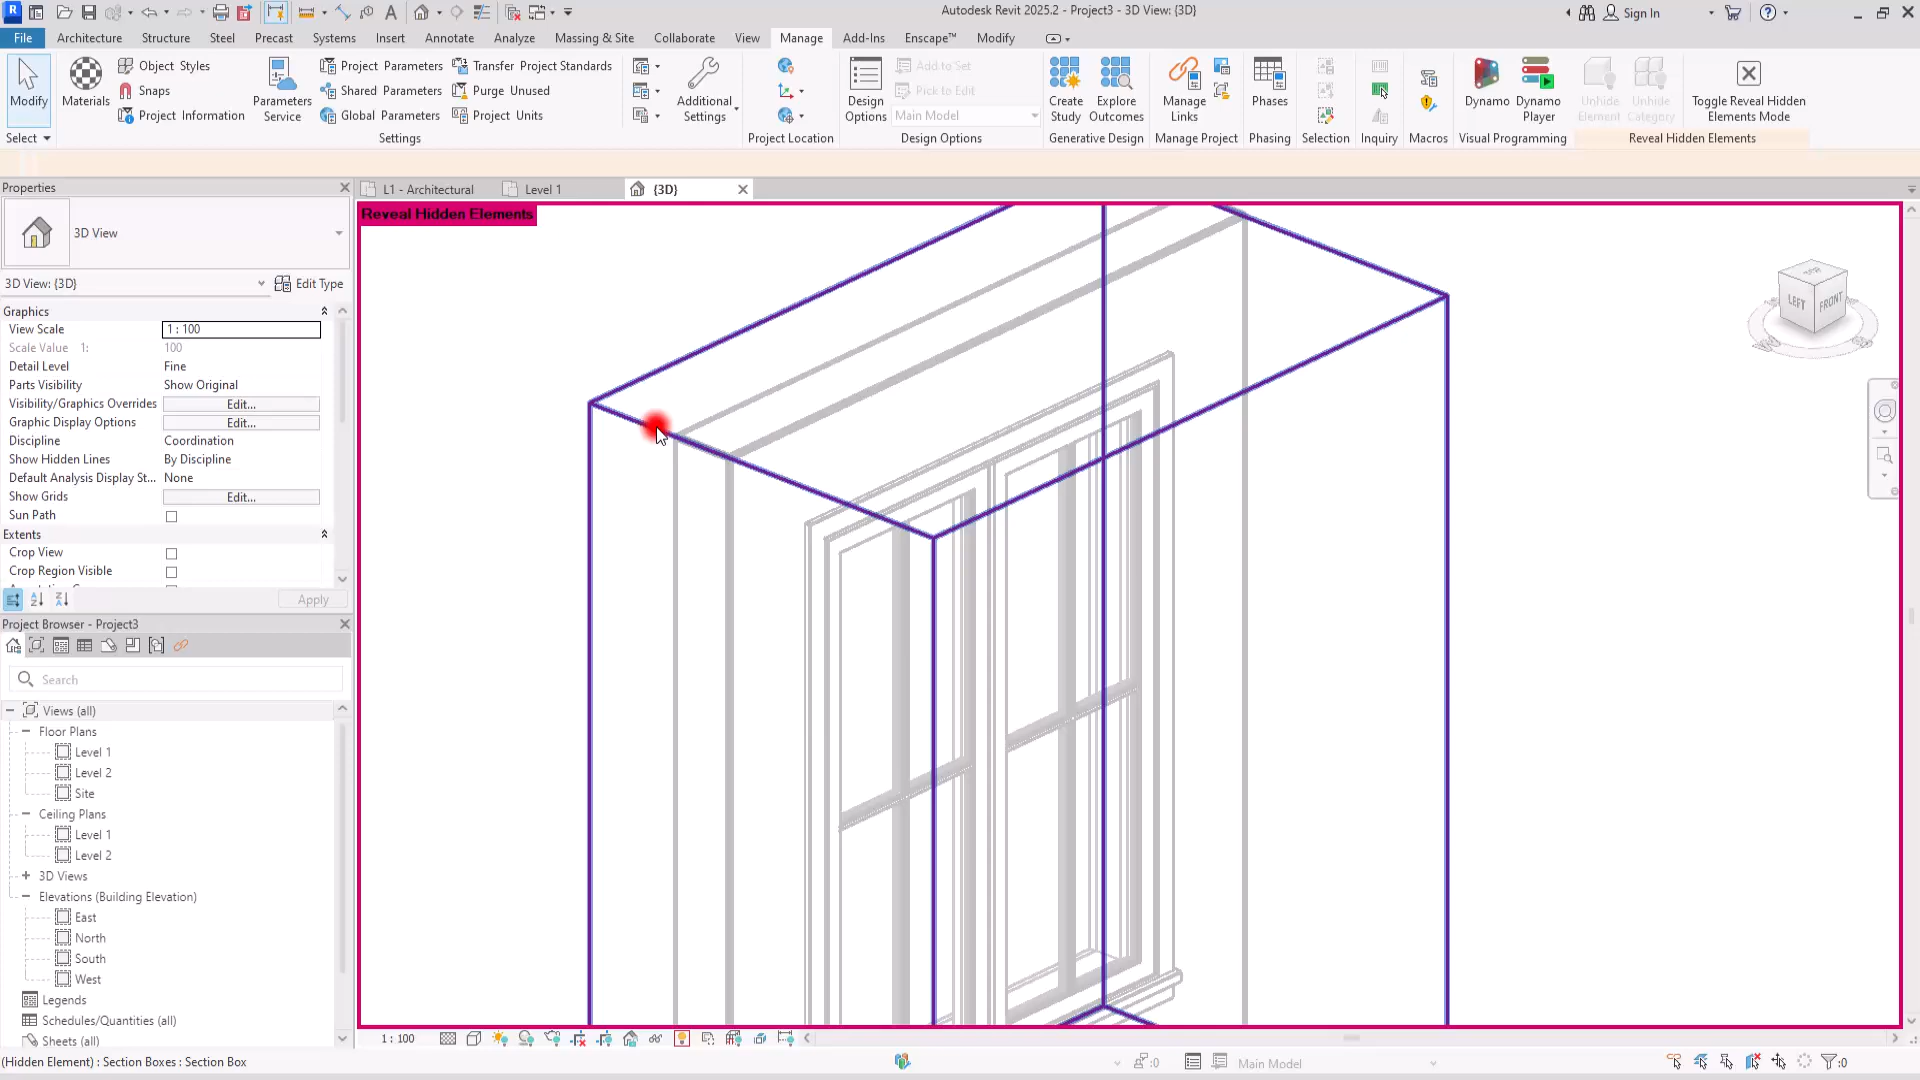 Autodesk Revit 2025.2 - Project3 - 3D View: {3D}
Sign In
File Architecture Structure Steel Precast Systems Insert Annotate Analyze Massing & Site Collaborate View Manage Add-Ins Enscape™ Modify
Modify
Materials
Object Styles
Snaps
Project Information
Parameters Service
Project Parameters
Shared Parameters
Global Parameters
Transfer Project Standards
Purge Unused
Project Units
Additional Settings
Design Options
Add to Set
Pick to Edit
Main Model
Create Study
Explore Outcomes
Manage Links
Phases
Dynamo
Dynamo Player
Unhide Element
Unhide Category
Toggle Reveal Hidden Elements Mode
Select
Settings
Project Location
Design Options
Generative Design
Manage Project
Phasing
Selection
Inquiry
Macros
Visual Programming
Reveal Hidden Elements
Properties
L1 - Architectural
Level 1
{3D}
3D View
3D View: {3D}
Edit Type
Graphics
View Scale 1 : 100
Scale Value 1: 100
Detail Level Fine
Parts Visibility Show Original
Visibility/Graphics Overrides Edit...
Graphic Display Options Edit...
Discipline Coordination
Show Hidden Lines By Discipline
Default Analysis Display St... None
Show Grids Edit...
Sun Path
Extents
Crop View
Crop Region Visible
Apply
Project Browser - Project3
Search
Views (all)
Floor Plans
Level 1
Level 2
Site
Ceiling Plans
Level 1
Level 2
3D Views
Elevations (Building Elevation)
East
North
South
West
Legends
Schedules/Quantities (all)
Sheets (all)
Reveal Hidden Elements
TOP
LEFT
FRONT
1 : 100
(Hidden Element) : Section Boxes : Section Box
:0
Main Model
:0